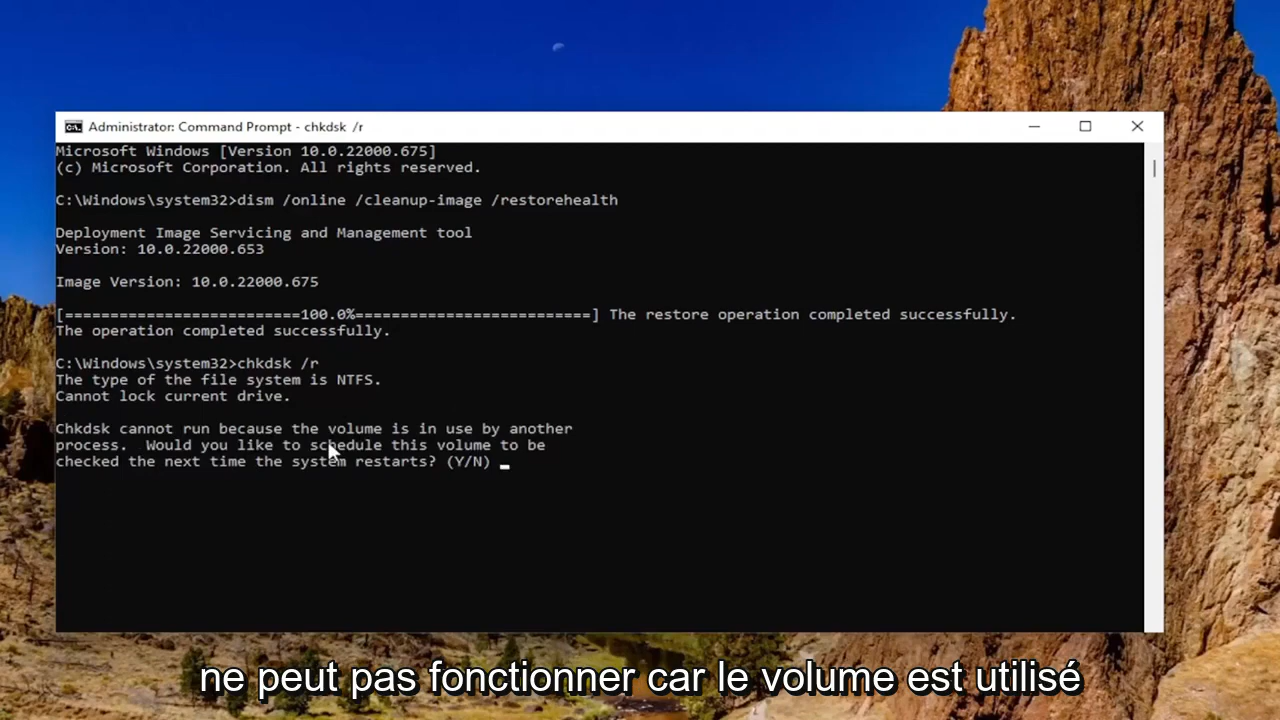 Administrator: Command Prompt - chkdsk /r
Microsoft Windows [Version 10.0.22000.675]
(c) Microsoft Corporation. All rights reserved.
C:\Windows\system32>dism /online /cleanup-image /restorehealth
Deployment Image Servicing and Management tool
Version: 10.0.22000.653
Image Version: 10.0.22000.675
[==========================100.0%==========================] The restore operation completed successfully.
The operation completed successfully.
C:\Windows\system32>chkdsk /r
The type of the file system is NTFS.
Cannot lock current drive.
Chkdsk cannot run because the volume is in use by another
process.  Would you like to schedule this volume to be
checked the next time the system restarts? (Y/N)
ne peut pas fonctionner car le volume est utilisé